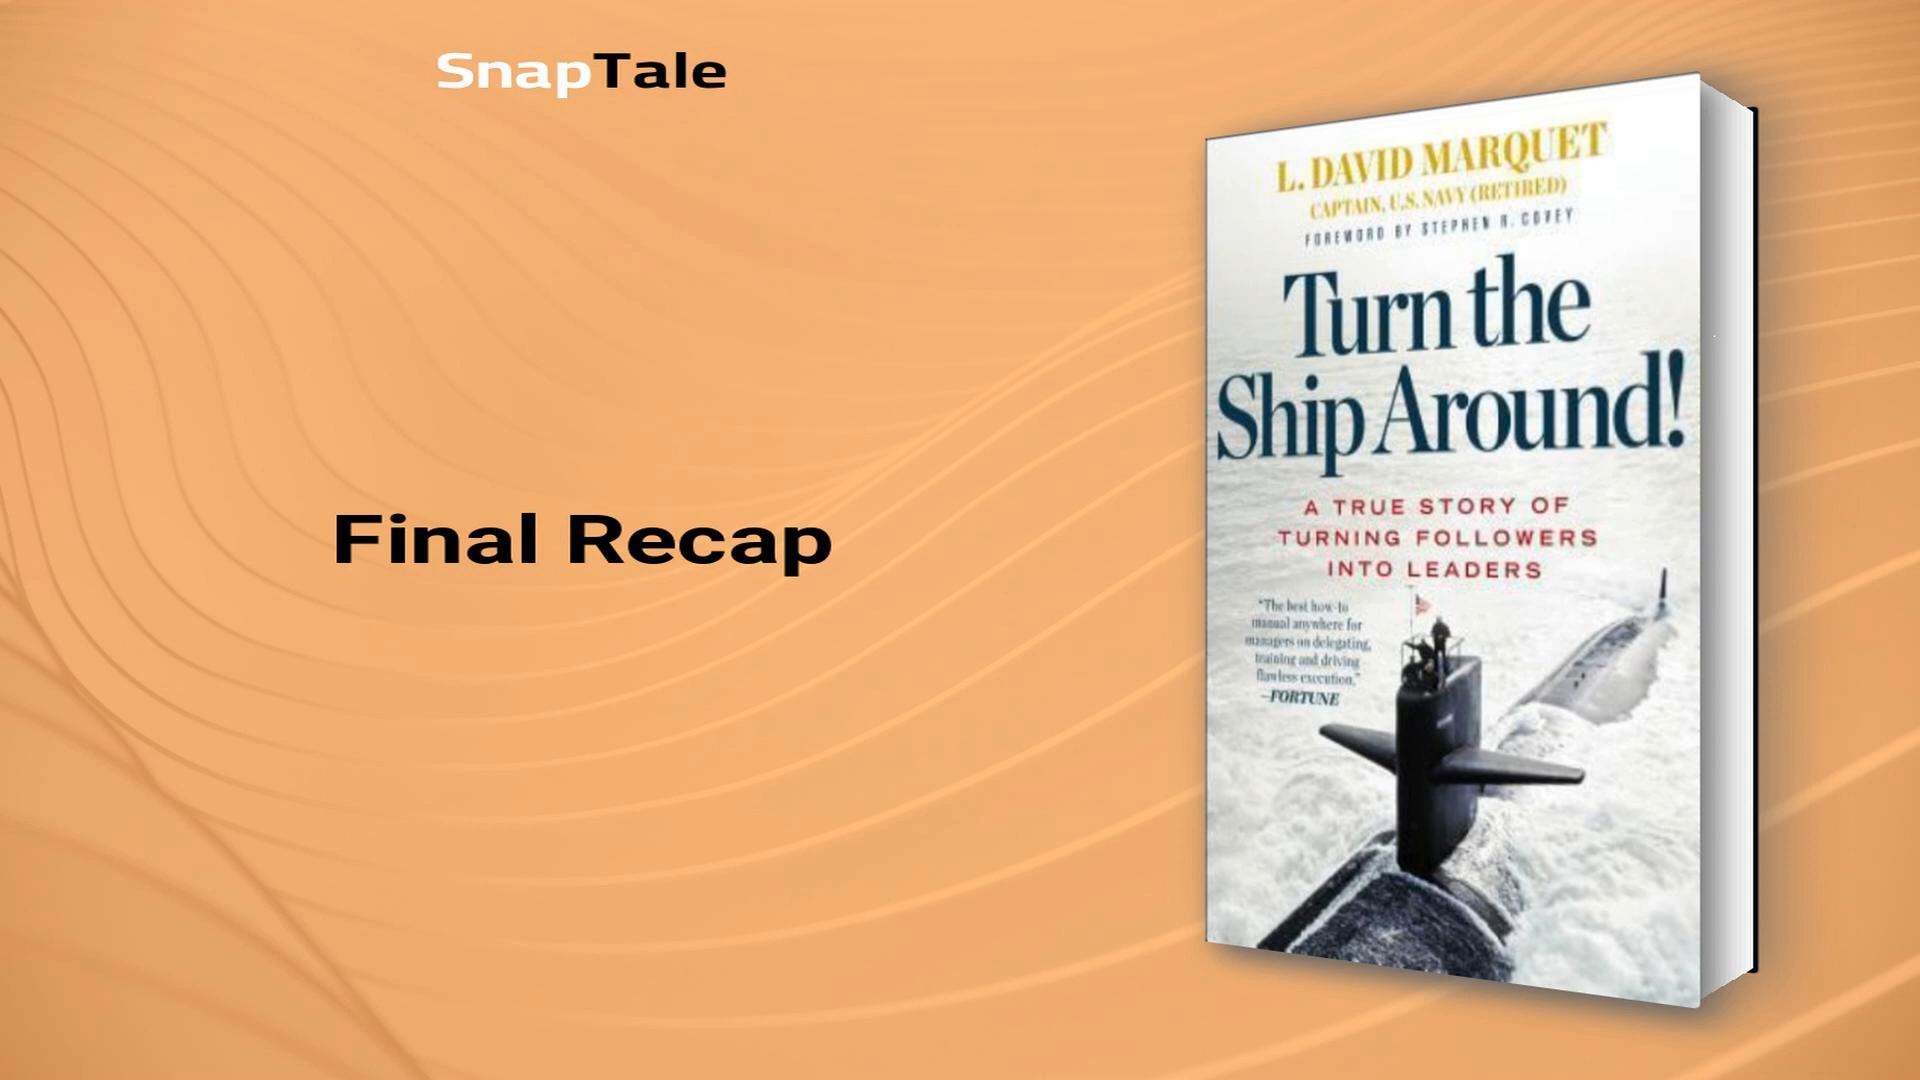 SnapTale
Final Recap
L. DAVID MARQUET
CAPTAIN, U.S. NAVY (RETIRED)
FOREWORD BY STEPHEN R. COVEY
Turn the
Ship Around!
A TRUE STORY OF
TURNING FOLLOWERS
INTO LEADERS
"The best how-to
manual anywhere for
managers on delegating,
training and driving
flawless execution."
—FORTUNE